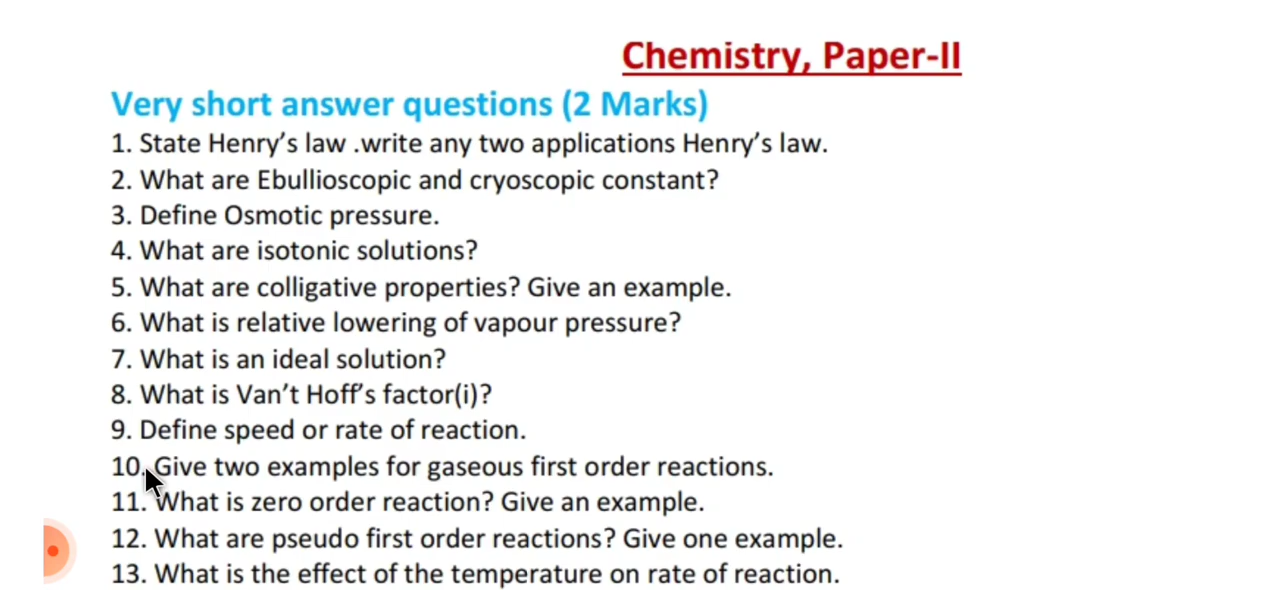 Chemistry, Paper-II
Very short answer questions (2 Marks)
1. State Henry’s law .write any two applications Henry’s law.
2. What are Ebullioscopic and cryoscopic constant?
3. Define Osmotic pressure.
4. What are isotonic solutions?
5. What are colligative properties? Give an example.
6. What is relative lowering of vapour pressure?
7. What is an ideal solution?
8. What is Van’t Hoff’s factor(i)?
9. Define speed or rate of reaction.
10. Give two examples for gaseous first order reactions.
11. What is zero order reaction? Give an example.
12. What are pseudo first order reactions? Give one example.
13. What is the effect of the temperature on rate of reaction.